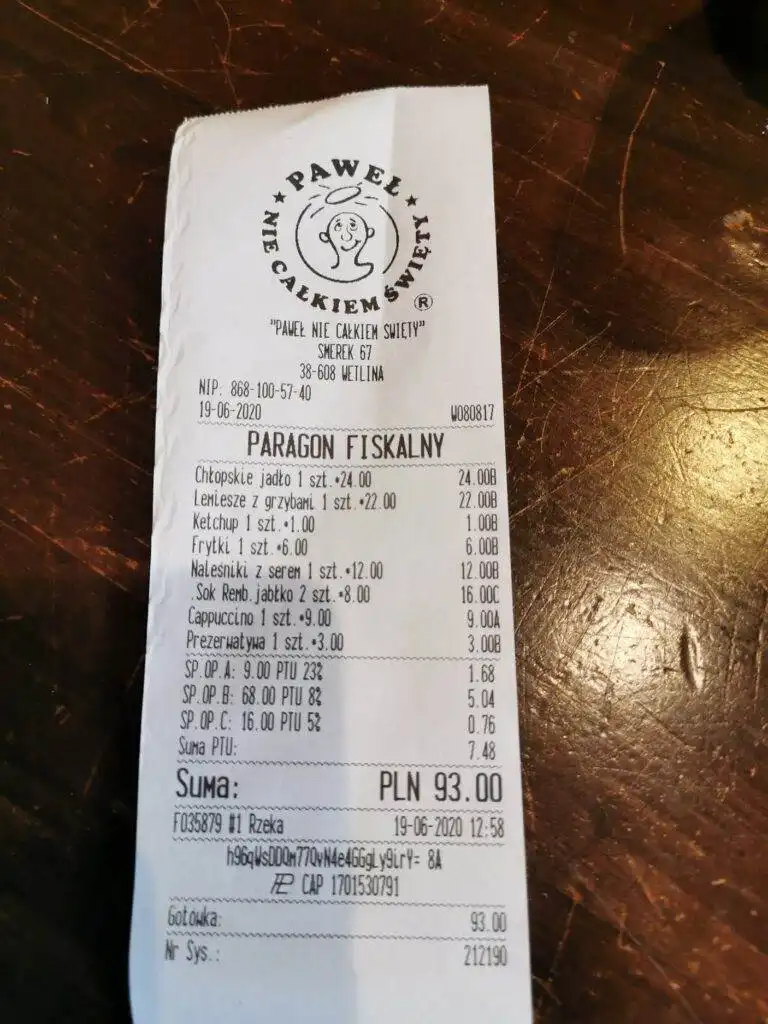 ★ PAWEŁ ★
NIE CAŁKIEM ŚWIĘTY
®
"PAWEŁ NIE CAŁKIEM SWIĘTY"
SMEREK 67
38-608 WETLINA
NIP: 868-100-57-40
19-06-2020 W080817
PARAGON FISKALNY
Chłopskie jadło 1 szt.*24.00 24.00B
Lemiesze z grzybami 1 szt.*22.00 22.00B
Ketchup 1 szt.*1.00 1.00B
Frytki 1 szt.*6.00 6.00B
Naleśniki z serem 1 szt.*12.00 12.00B
.Sok Remb.jabłko 2 szt.*8.00 16.00C
Cappuccino 1 szt.*9.00 9.00A
Prezerwatywa 1 szt.*3.00 3.00B
SP.OP.A: 9.00 PTU 23% 1.68
SP.OP.B: 68.00 PTU 8% 5.04
SP.OP.C: 16.00 PTU 5% 0.76
Suma PTU: 7.48
Suma: PLN 93.00
F035879 #1 Rzeka 19-06-2020 12:58
h96qWsDDQm77QvN4e4GGgLy9irY= 8A
CAP 1701530791
Gotówka: 93.00
Nr Sys.: 212190